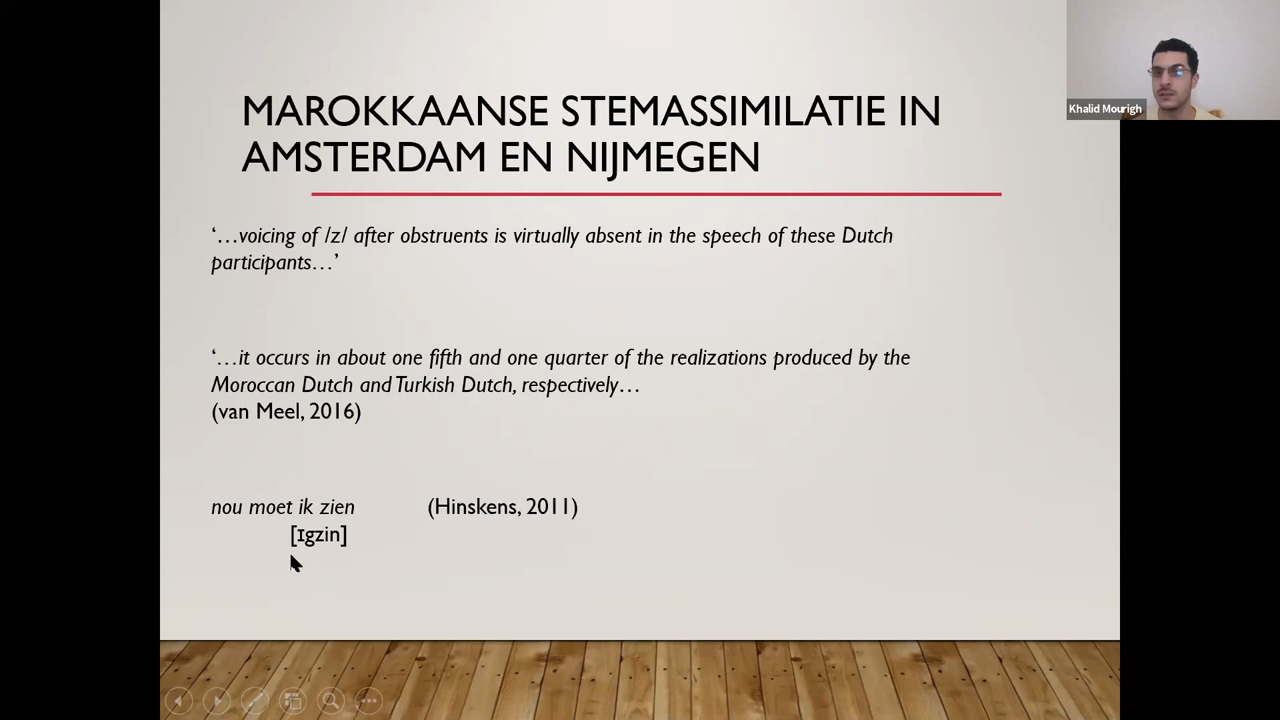 MAROKKAANSE STEMASSIMILATIE IN
AMSTERDAM EN NIJMEGEN
Khalid Mourigh
‘…voicing of /z/ after obstruents is virtually absent in the speech of these Dutch
participants…’
‘…it occurs in about one fifth and one quarter of the realizations produced by the
Moroccan Dutch and Turkish Dutch, respectively…
(van Meel, 2016)
nou moet ik zien (Hinskens, 2011)
[ɪgzin]